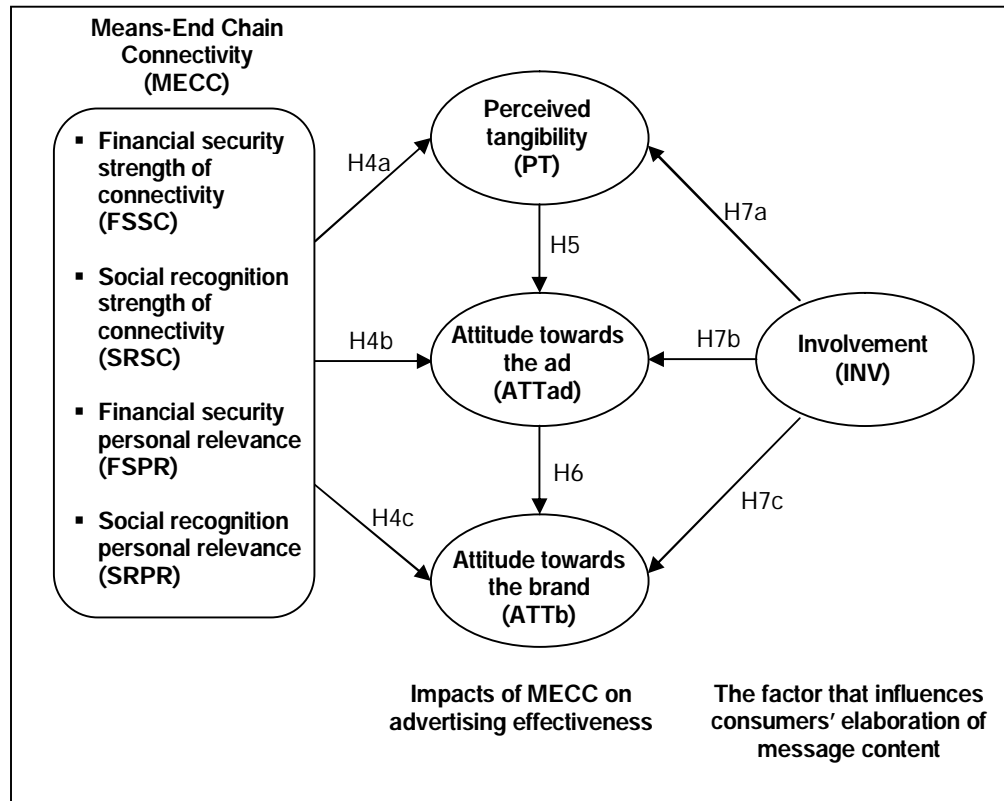 Means-End Chain
Connectivity
(MECC)
▪ Financial security
strength of
connectivity
(FSSC)
▪ Social recognition
strength of
connectivity
(SRSC)
▪ Financial security
personal relevance
(FSPR)
▪ Social recognition
personal relevance
(SRPR)
H4a
H4b
H4c
Perceived
tangibility
(PT)
H5
Attitude towards
the ad
(ATTad)
H6
Attitude towards
the brand
(ATTb)
H7a
H7b
H7c
Involvement
(INV)
Impacts of MECC on
advertising effectiveness
The factor that influences
consumers’ elaboration of
message content